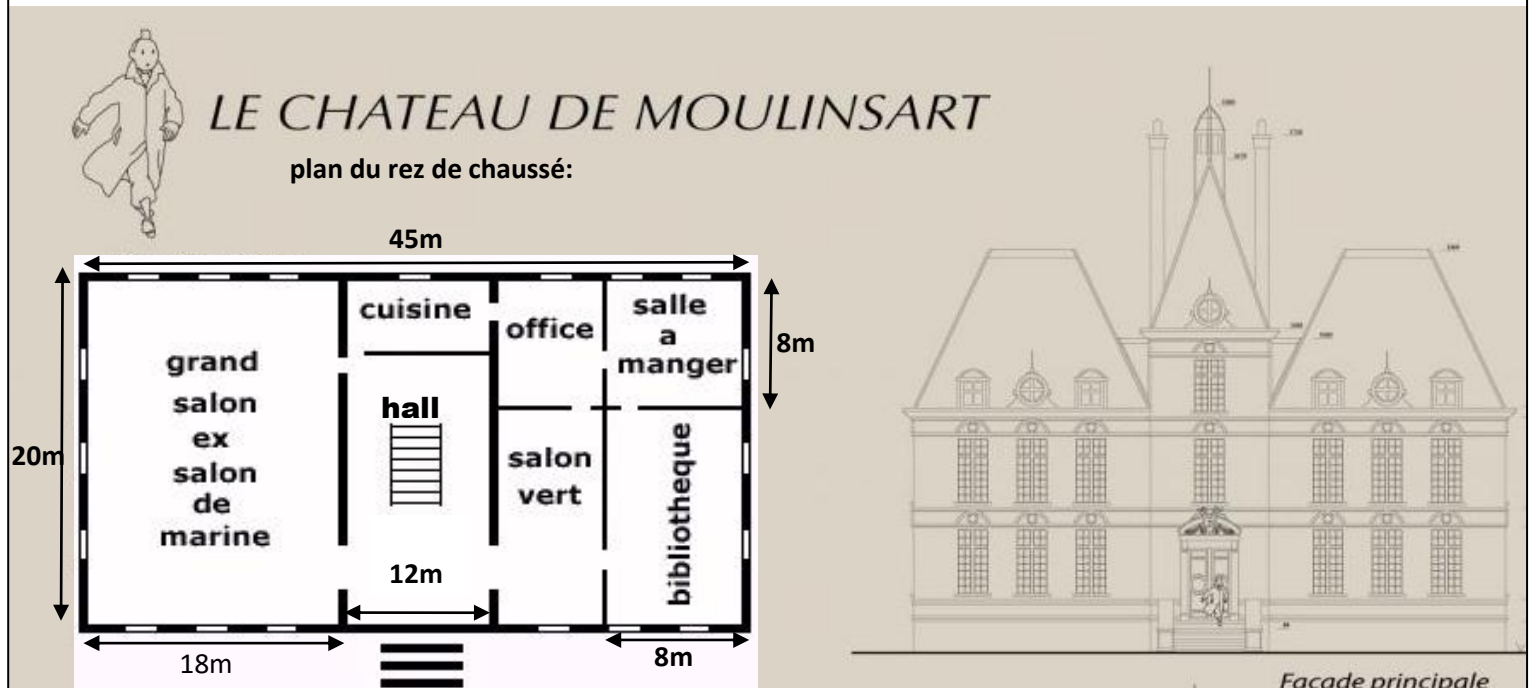 LE CHATEAU DE MOULINSART
plan du rez de chaussé:
45m
cuisine
office
salle
a
manger
8m
grand
salon
ex
salon
de
marine
hall
20m
salon
vert
bibliotheque
12m
18m
8m
Façade principale